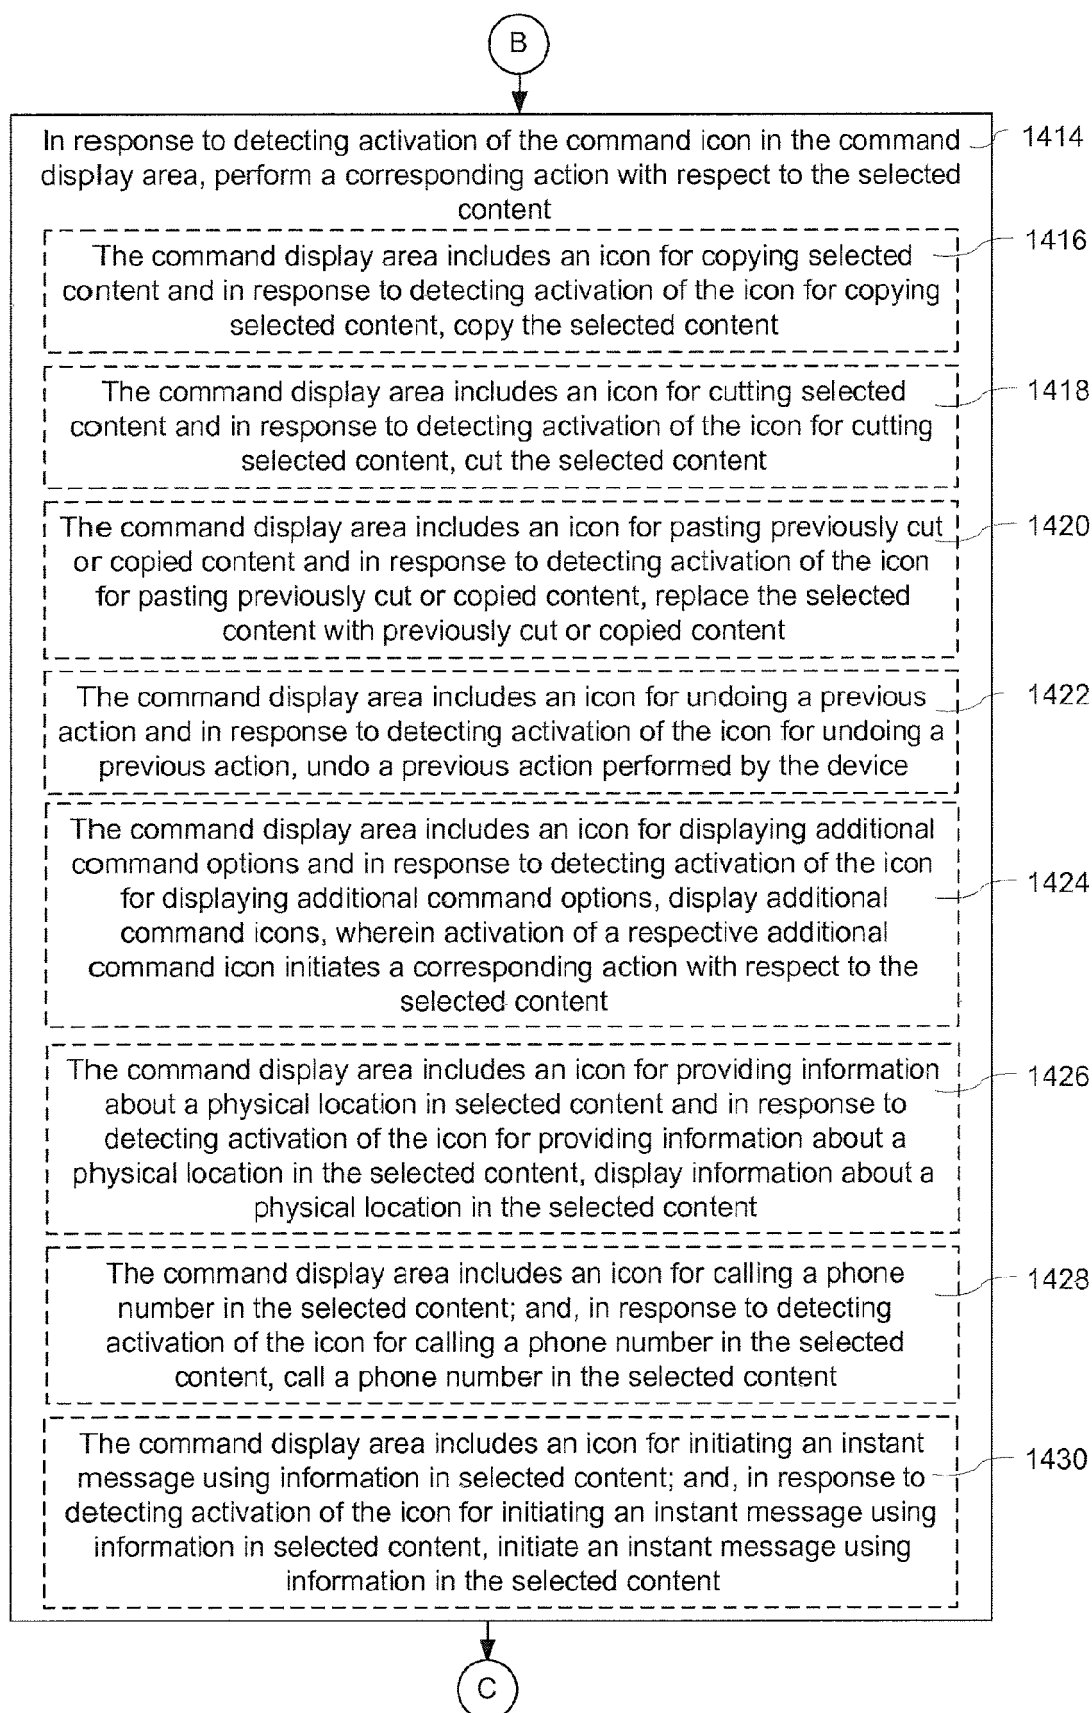 B
In response to detecting activation of the command icon in the command
display area, perform a corresponding action with respect to the selected
content
1414
The command display area includes an icon for copying selected
content and in response to detecting activation of the icon for copying
selected content, copy the selected content
1416
The command display area includes an icon for cutting selected
content and in response to detecting activation of the icon for cutting
selected content, cut the selected content
1418
The command display area includes an icon for pasting previously cut
or copied content and in response to detecting activation of the icon
for pasting previously cut or copied content, replace the selected
content with previously cut or copied content
1420
The command display area includes an icon for undoing a previous
action and in response to detecting activation of the icon for undoing a
previous action, undo a previous action performed by the device
1422
The command display area includes an icon for displaying additional
command options and in response to detecting activation of the icon
for displaying additional command options, display additional
command icons, wherein activation of a respective additional
command icon initiates a corresponding action with respect to the
selected content
1424
The command display area includes an icon for providing information
about a physical location in selected content and in response to
detecting activation of the icon for providing information about a
physical location in the selected content, display information about a
physical location in the selected content
1426
The command display area includes an icon for calling a phone
number in the selected content; and, in response to detecting
activation of the icon for calling a phone number in the selected
content, call a phone number in the selected content
1428
The command display area includes an icon for initiating an instant
message using information in selected content; and, in response to
detecting activation of the icon for initiating an instant message using
information in selected content, initiate an instant message using
information in the selected content
1430
C